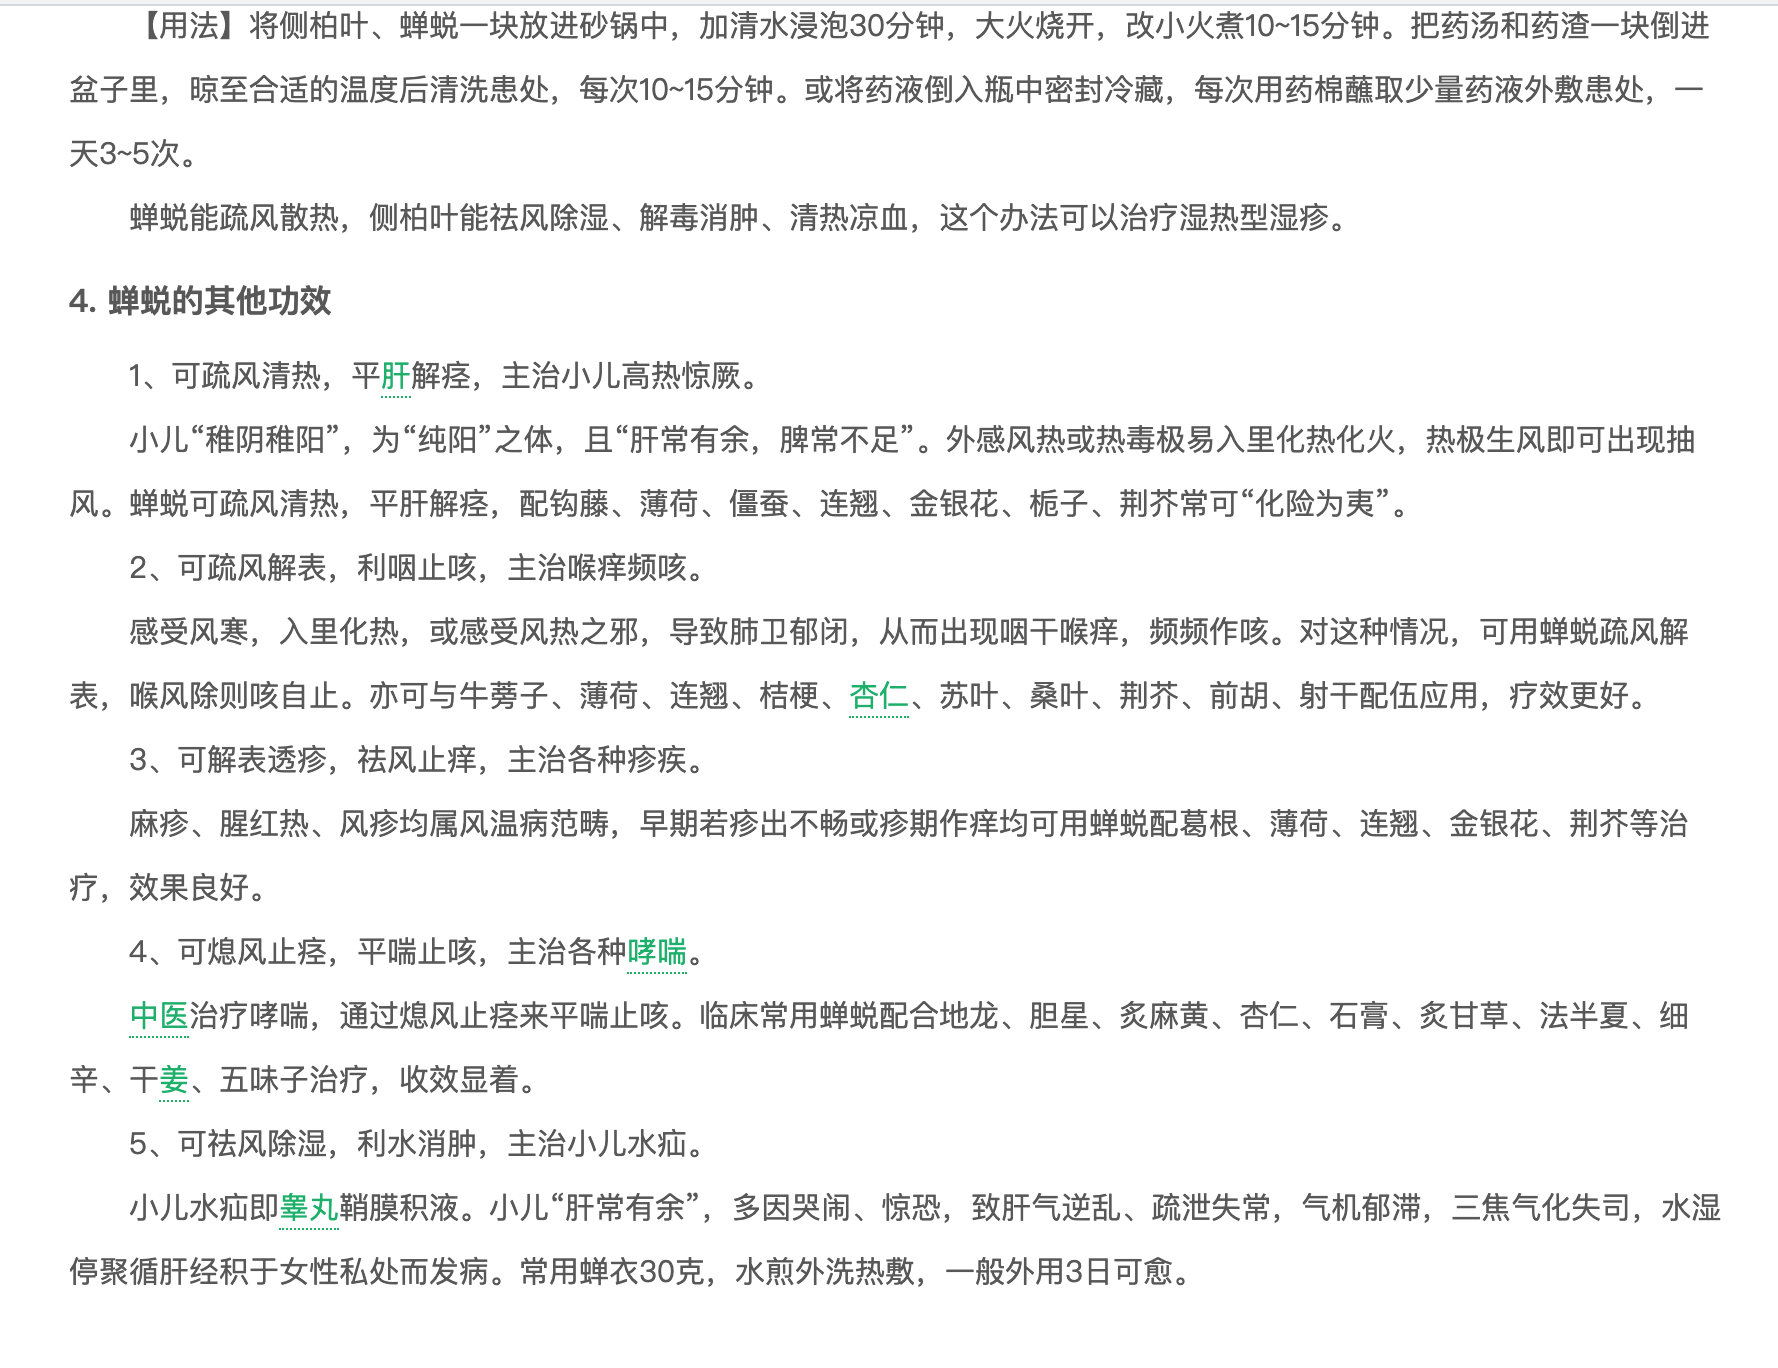 【用法】将侧柏叶、蝉蜕一块放进砂锅中，加清水浸泡30分钟，大火烧开，改小火煮10~15分钟。把药汤和药渣一块倒进
盆子里，晾至合适的温度后清洗患处，每次10~15分钟。或将药液倒入瓶中密封冷藏，每次用药棉蘸取少量药液外敷患处，一
天3~5次。
蝉蜕能疏风散热，侧柏叶能祛风除湿、解毒消肿、清热凉血，这个办法可以治疗湿热型湿疹。
4. 蝉蜕的其他功效
1、可疏风清热，平肝解痉，主治小儿高热惊厥。
小儿“稚阴稚阳”，为“纯阳”之体，且“肝常有余，脾常不足”。外感风热或热毒极易入里化热化火，热极生风即可出现抽
风。蝉蜕可疏风清热，平肝解痉，配钩藤、薄荷、僵蚕、连翘、金银花、栀子、荆芥常可“化险为夷”。
2、可疏风解表，利咽止咳，主治喉痒频咳。
感受风寒，入里化热，或感受风热之邪，导致肺卫郁闭，从而出现咽干喉痒，频频作咳。对这种情况，可用蝉蜕疏风解
表，喉风除则咳自止。亦可与牛蒡子、薄荷、连翘、桔梗、杏仁、苏叶、桑叶、荆芥、前胡、射干配伍应用，疗效更好。
3、可解表透疹，祛风止痒，主治各种疹疾。
麻疹、腥红热、风疹均属风温病范畴，早期若疹出不畅或疹期作痒均可用蝉蜕配葛根、薄荷、连翘、金银花、荆芥等治
疗，效果良好。
4、可熄风止痉，平喘止咳，主治各种哮喘。
中医治疗哮喘，通过熄风止痉来平喘止咳。临床常用蝉蜕配合地龙、胆星、炙麻黄、杏仁、石膏、炙甘草、法半夏、细
辛、干姜、五味子治疗，收效显着。
5、可祛风除湿，利水消肿，主治小儿水疝。
小儿水疝即睾丸鞘膜积液。小儿“肝常有余”，多因哭闹、惊恐，致肝气逆乱、疏泄失常，气机郁滞，三焦气化失司，水湿
停聚循肝经积于女性私处而发病。常用蝉衣30克，水煎外洗热敷，一般外用3日可愈。